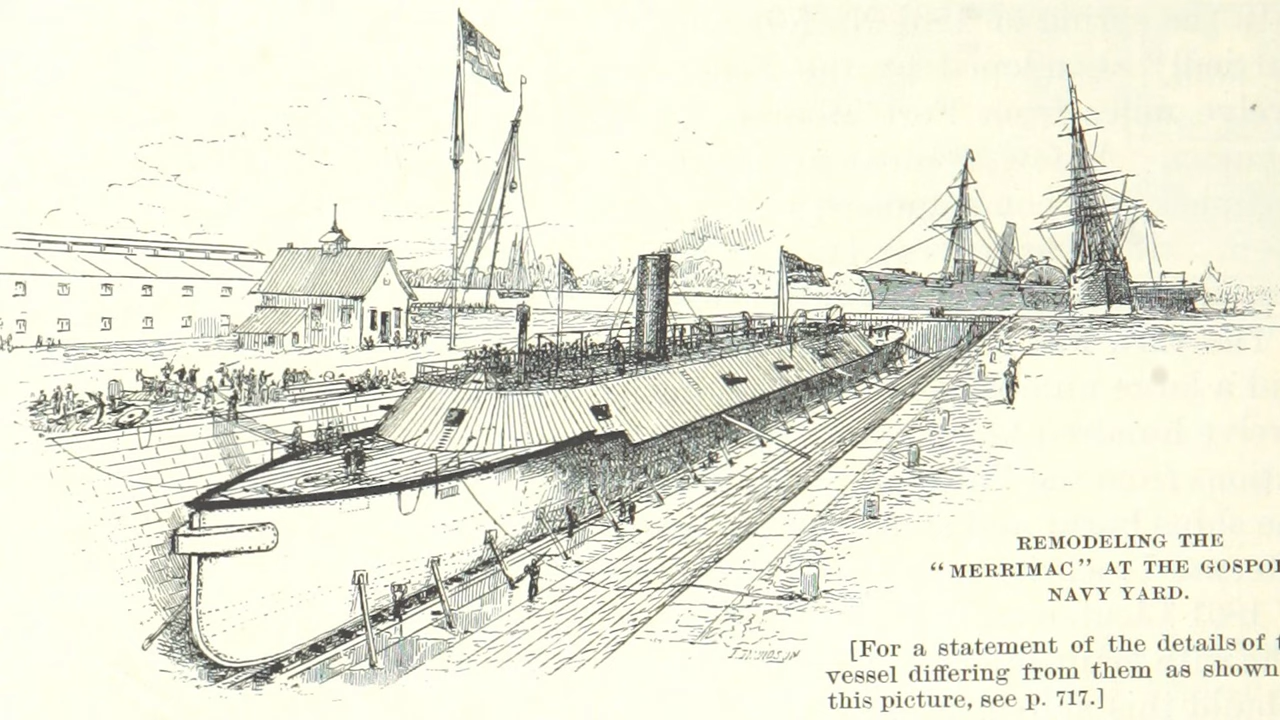 REMODELING THE
"MERRIMAC" AT THE GOSPO
NAVY YARD.
[For a statement of the details of
vessel differing from them as shown
this picture, see p. 717.]